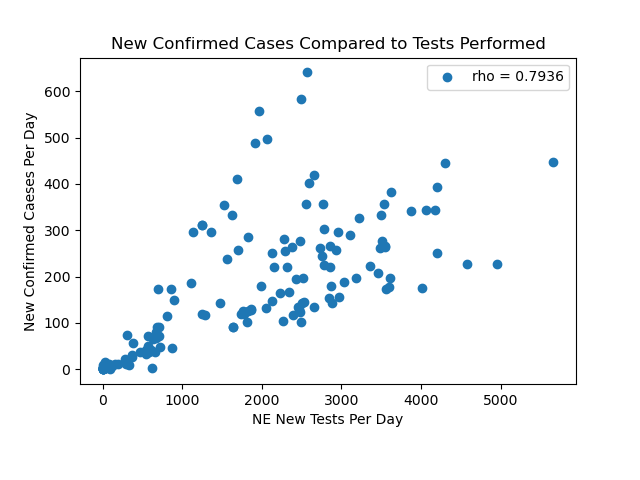 New Confirmed Cases Compared to Tests Performed
rho = 0.7936
600
500
400
300
200
100
0
New Confirmed Caeses Per Day
0 1000 2000 3000 4000 5000
NE New Tests Per Day